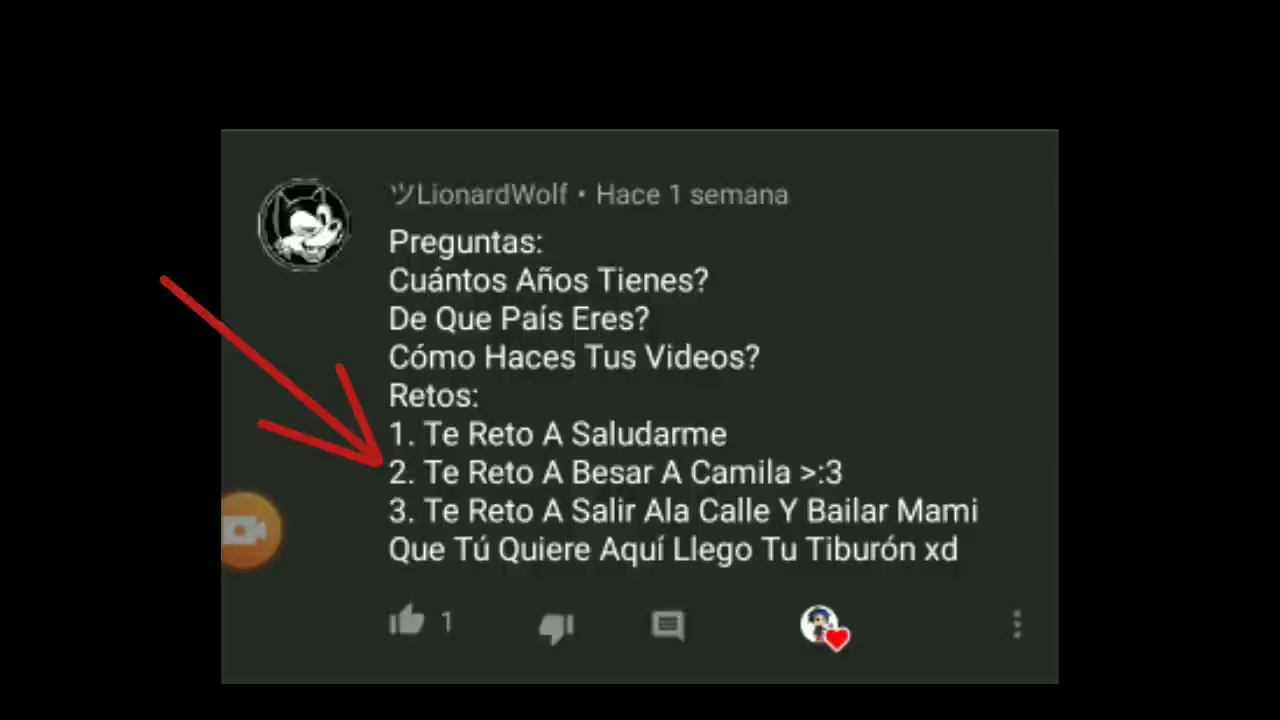 ツLionardWolf • Hace 1 semana
Preguntas:
Cuántos Años Tienes?
De Que País Eres?
Cómo Haces Tus Videos?
Retos:
1. Te Reto A Saludarme
2. Te Reto A Besar A Camila >:3
3. Te Reto A Salir Ala Calle Y Bailar Mami
Que Tú Quiere Aquí Llego Tu Tiburón xd
1